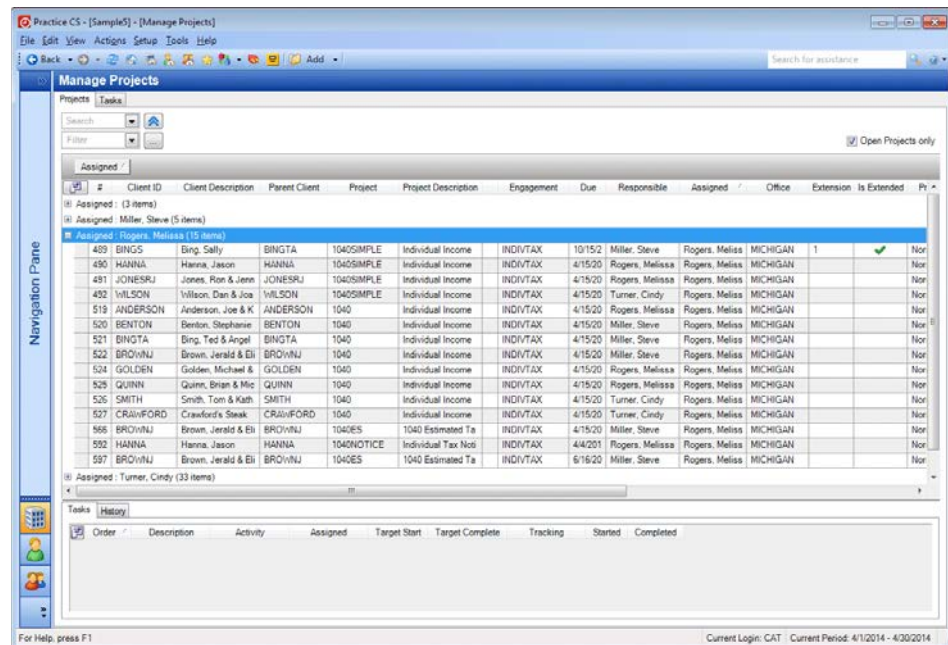 Practice CS - [Sample5] - [Manage Projects]
File Edit View Actions Setup Tools Help
Back Add Search for assistance
Manage Projects
Projects Tasks
Search
Filter ... Open Projects only
Assigned
# Client ID Client Description Parent Client Project Project Description Engagement Due Responsible Assigned Office Extension Is Extended Pr
Assigned : (3 items)
Assigned : Miller, Steve (5 items)
Assigned : Rogers, Melissa (15 items)
489 BINGS Bing, Sally BINGTA 1040SIMPLE Individual Income INDIVTAX 10/15/2 Miller, Steve Rogers, Meliss MICHIGAN 1 Nor
490 HANNA Hanna, Jason HANNA 1040SIMPLE Individual Income INDIVTAX 4/15/20 Rogers, Melissa Rogers, Meliss MICHIGAN Nor
491 JONESRJ Jones, Ron & Jenn JONESRJ 1040SIMPLE Individual Income INDIVTAX 4/15/20 Rogers, Melissa Rogers, Meliss MICHIGAN Nor
492 WILSON Wilson, Dan & Joa WILSON 1040SIMPLE Individual Income INDIVTAX 4/15/20 Turner, Cindy Rogers, Meliss MICHIGAN Nor
519 ANDERSON Anderson, Joe & K ANDERSON 1040 Individual Income INDIVTAX 4/15/20 Rogers, Melissa Rogers, Meliss MICHIGAN Nor
520 BENTON Benton, Stephanie BENTON 1040 Individual Income INDIVTAX 4/15/20 Miller, Steve Rogers, Meliss MICHIGAN Nor
521 BINGTA Bing, Ted & Angel BINGTA 1040 Individual Income INDIVTAX 4/15/20 Miller, Steve Rogers, Meliss MICHIGAN Nor
522 BROWNJ Brown, Jerald & Eli BROWNJ 1040 Individual Income INDIVTAX 4/15/20 Miller, Steve Rogers, Meliss MICHIGAN Nor
524 GOLDEN Golden, Michael & GOLDEN 1040 Individual Income INDIVTAX 4/15/20 Rogers, Melissa Rogers, Meliss MICHIGAN Nor
525 QUINN Quinn, Brian & Mic QUINN 1040 Individual Income INDIVTAX 4/15/20 Rogers, Melissa Rogers, Meliss MICHIGAN Nor
526 SMITH Smith, Tom & Kath SMITH 1040 Individual Income INDIVTAX 4/15/20 Turner, Cindy Rogers, Meliss MICHIGAN Nor
527 CRAWFORD Crawford's Steak CRAWFORD 1040 Individual Income INDIVTAX 4/15/20 Turner, Cindy Rogers, Meliss MICHIGAN Nor
566 BROWNJ Brown, Jerald & Eli BROWNJ 1040ES 1040 Estimated Ta INDIVTAX 4/15/20 Miller, Steve Rogers, Meliss MICHIGAN Nor
592 HANNA Hanna, Jason HANNA 1040NOTICE Individual Tax Noti INDIVTAX 4/4/201 Rogers, Melissa Rogers, Meliss MICHIGAN Nor
597 BROWNJ Brown, Jerald & Eli BROWNJ 1040ES 1040 Estimated Ta INDIVTAX 6/16/20 Miller, Steve Rogers, Meliss MICHIGAN Nor
Assigned : Turner, Cindy (33 items)
Navigation Pane
Tasks History
Order Description Activity Assigned Target Start Target Complete Tracking Started Completed
For Help, press F1 Current Login: CAT Current Period: 4/1/2014 - 4/30/2014